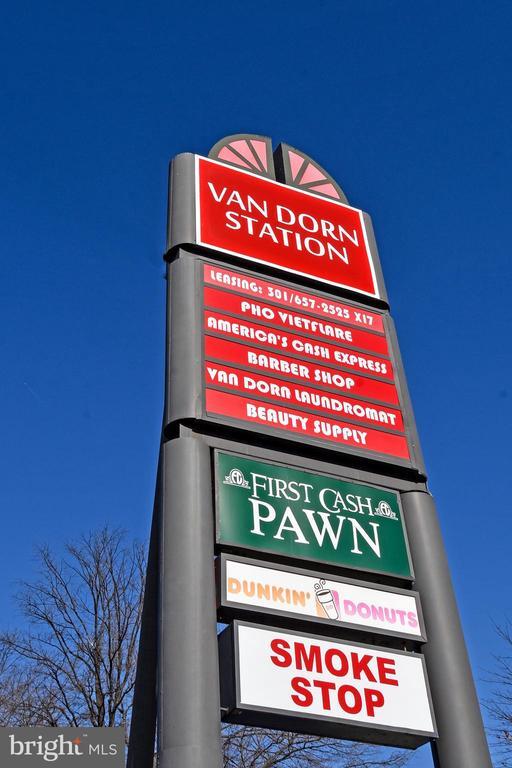 VAN DORN
STATION
LEASING: 301/657-2525 X17
PHO VIETFLARE
AMERICA'S CASH EXPRESS
BARBER SHOP
VAN DORN LAUNDROMAT
BEAUTY SUPPLY
FIRST CASH
PAWN
DUNKIN' DONUTS
SMOKE
STOP
bright MLS